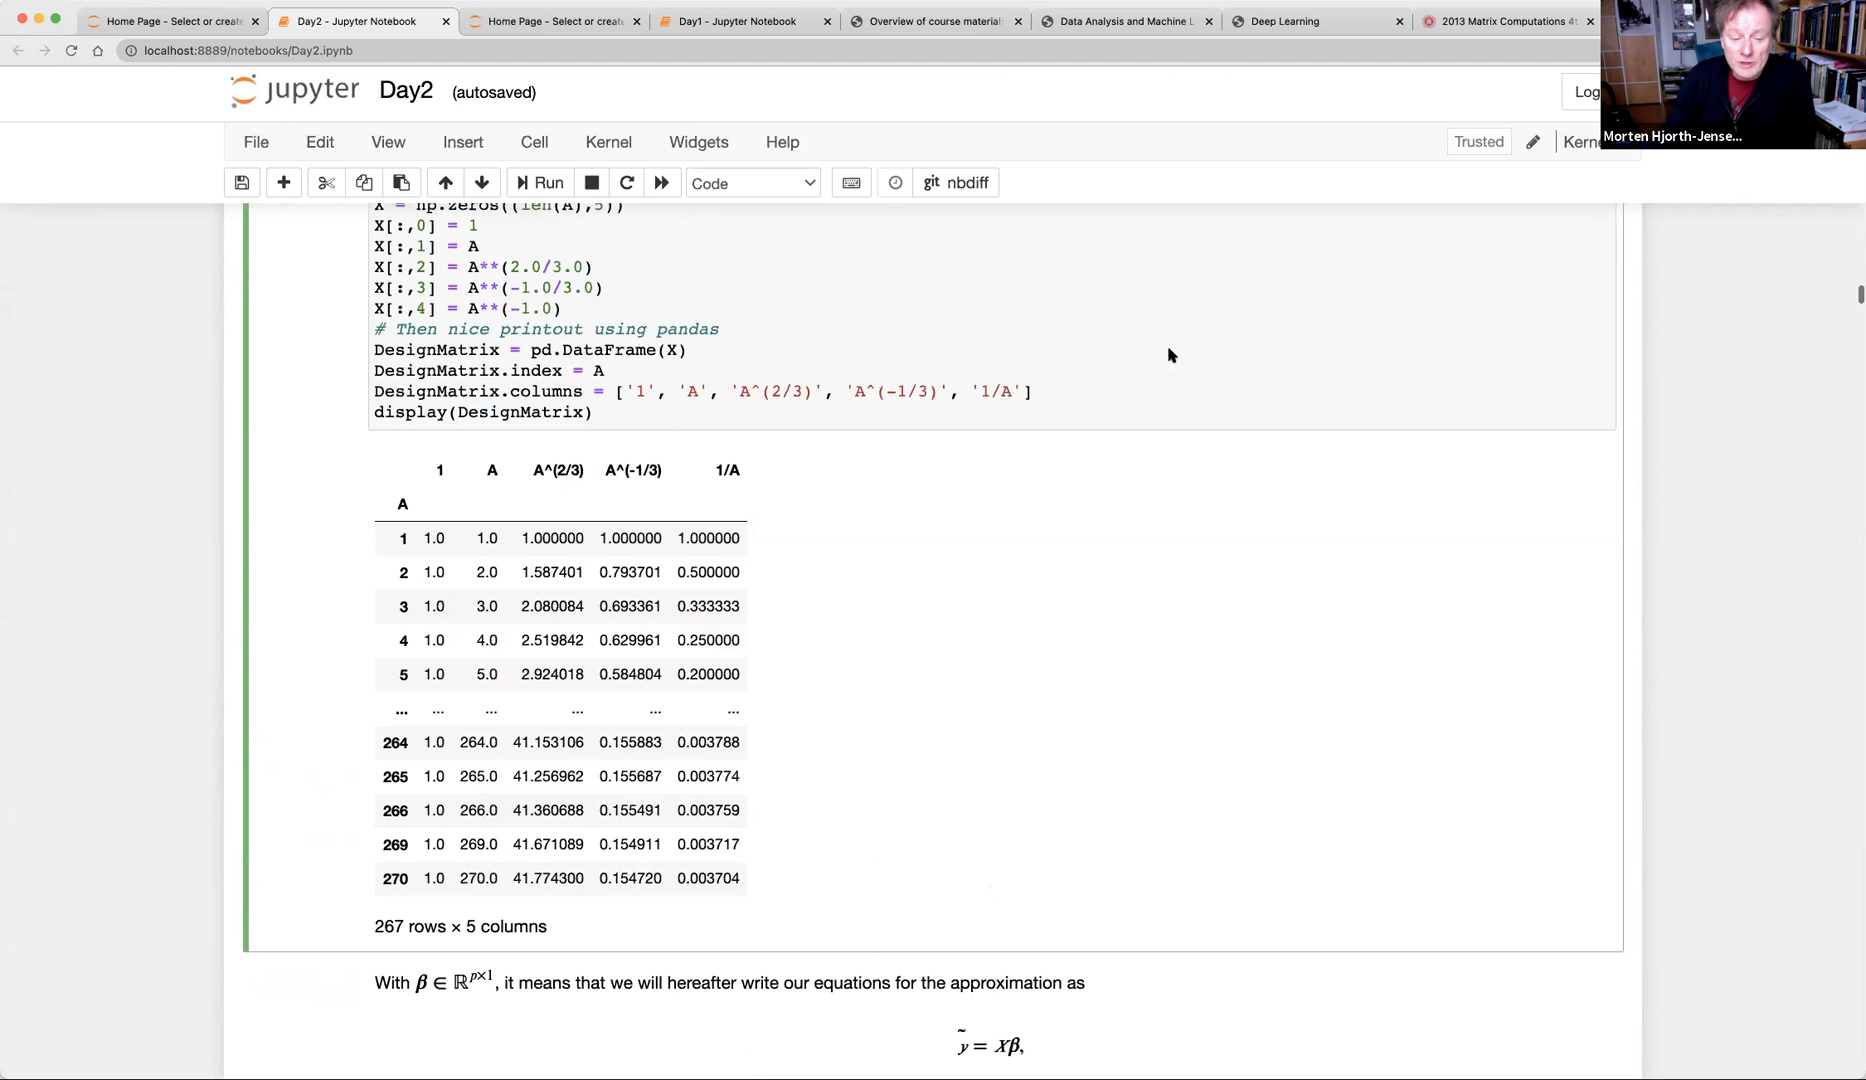 Home Page - Select or create
Day2 - Jupyter Notebook
Home Page - Select or create
Day1 - Jupyter Notebook
Overview of course material:
Data Analysis and Machine L
Deep Learning
2013 Matrix Computations 4t
localhost:8889/notebooks/Day2.ipynb
jupyter Day2 (autosaved)
Log
Morten Hjorth-Jense...
File Edit View Insert Cell Kernel Widgets Help
Trusted
Kerne
Run
Code
git nbdiff
X = np.zeros((len(A),5))
X[:,0] = 1
X[:,1] = A
X[:,2] = A**(2.0/3.0)
X[:,3] = A**(-1.0/3.0)
X[:,4] = A**(-1.0)
# Then nice printout using pandas
DesignMatrix = pd.DataFrame(X)
DesignMatrix.index = A
DesignMatrix.columns = ['1', 'A', 'A^(2/3)', 'A^(-1/3)', '1/A']
display(DesignMatrix)
1 A A^(2/3) A^(-1/3) 1/A
A
1 1.0 1.0 1.000000 1.000000 1.000000
2 1.0 2.0 1.587401 0.793701 0.500000
3 1.0 3.0 2.080084 0.693361 0.333333
4 1.0 4.0 2.519842 0.629961 0.250000
5 1.0 5.0 2.924018 0.584804 0.200000
... ... ... ... ... ...
264 1.0 264.0 41.153106 0.155883 0.003788
265 1.0 265.0 41.256962 0.155687 0.003774
266 1.0 266.0 41.360688 0.155491 0.003759
269 1.0 269.0 41.671089 0.154911 0.003717
270 1.0 270.0 41.774300 0.154720 0.003704
267 rows × 5 columns
With β ∈ ℝ^{p×1}, it means that we will hereafter write our equations for the approximation as
ỹ = Xβ,